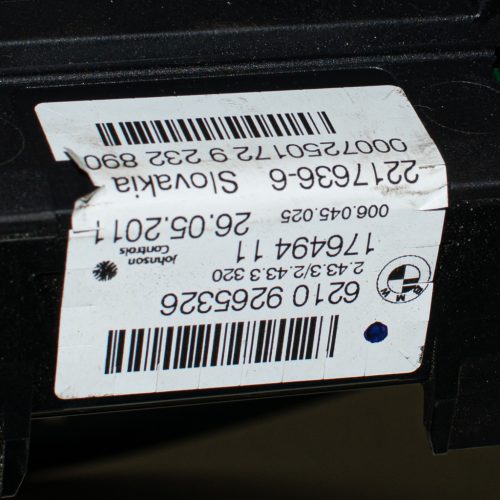 6210 9265326
2.43.3/2.43.3 320
BMW
176494 11
Johnson Controls
006.045.025
26.05.2011
2217636-6 Slovakia
0007250172 9 232 890